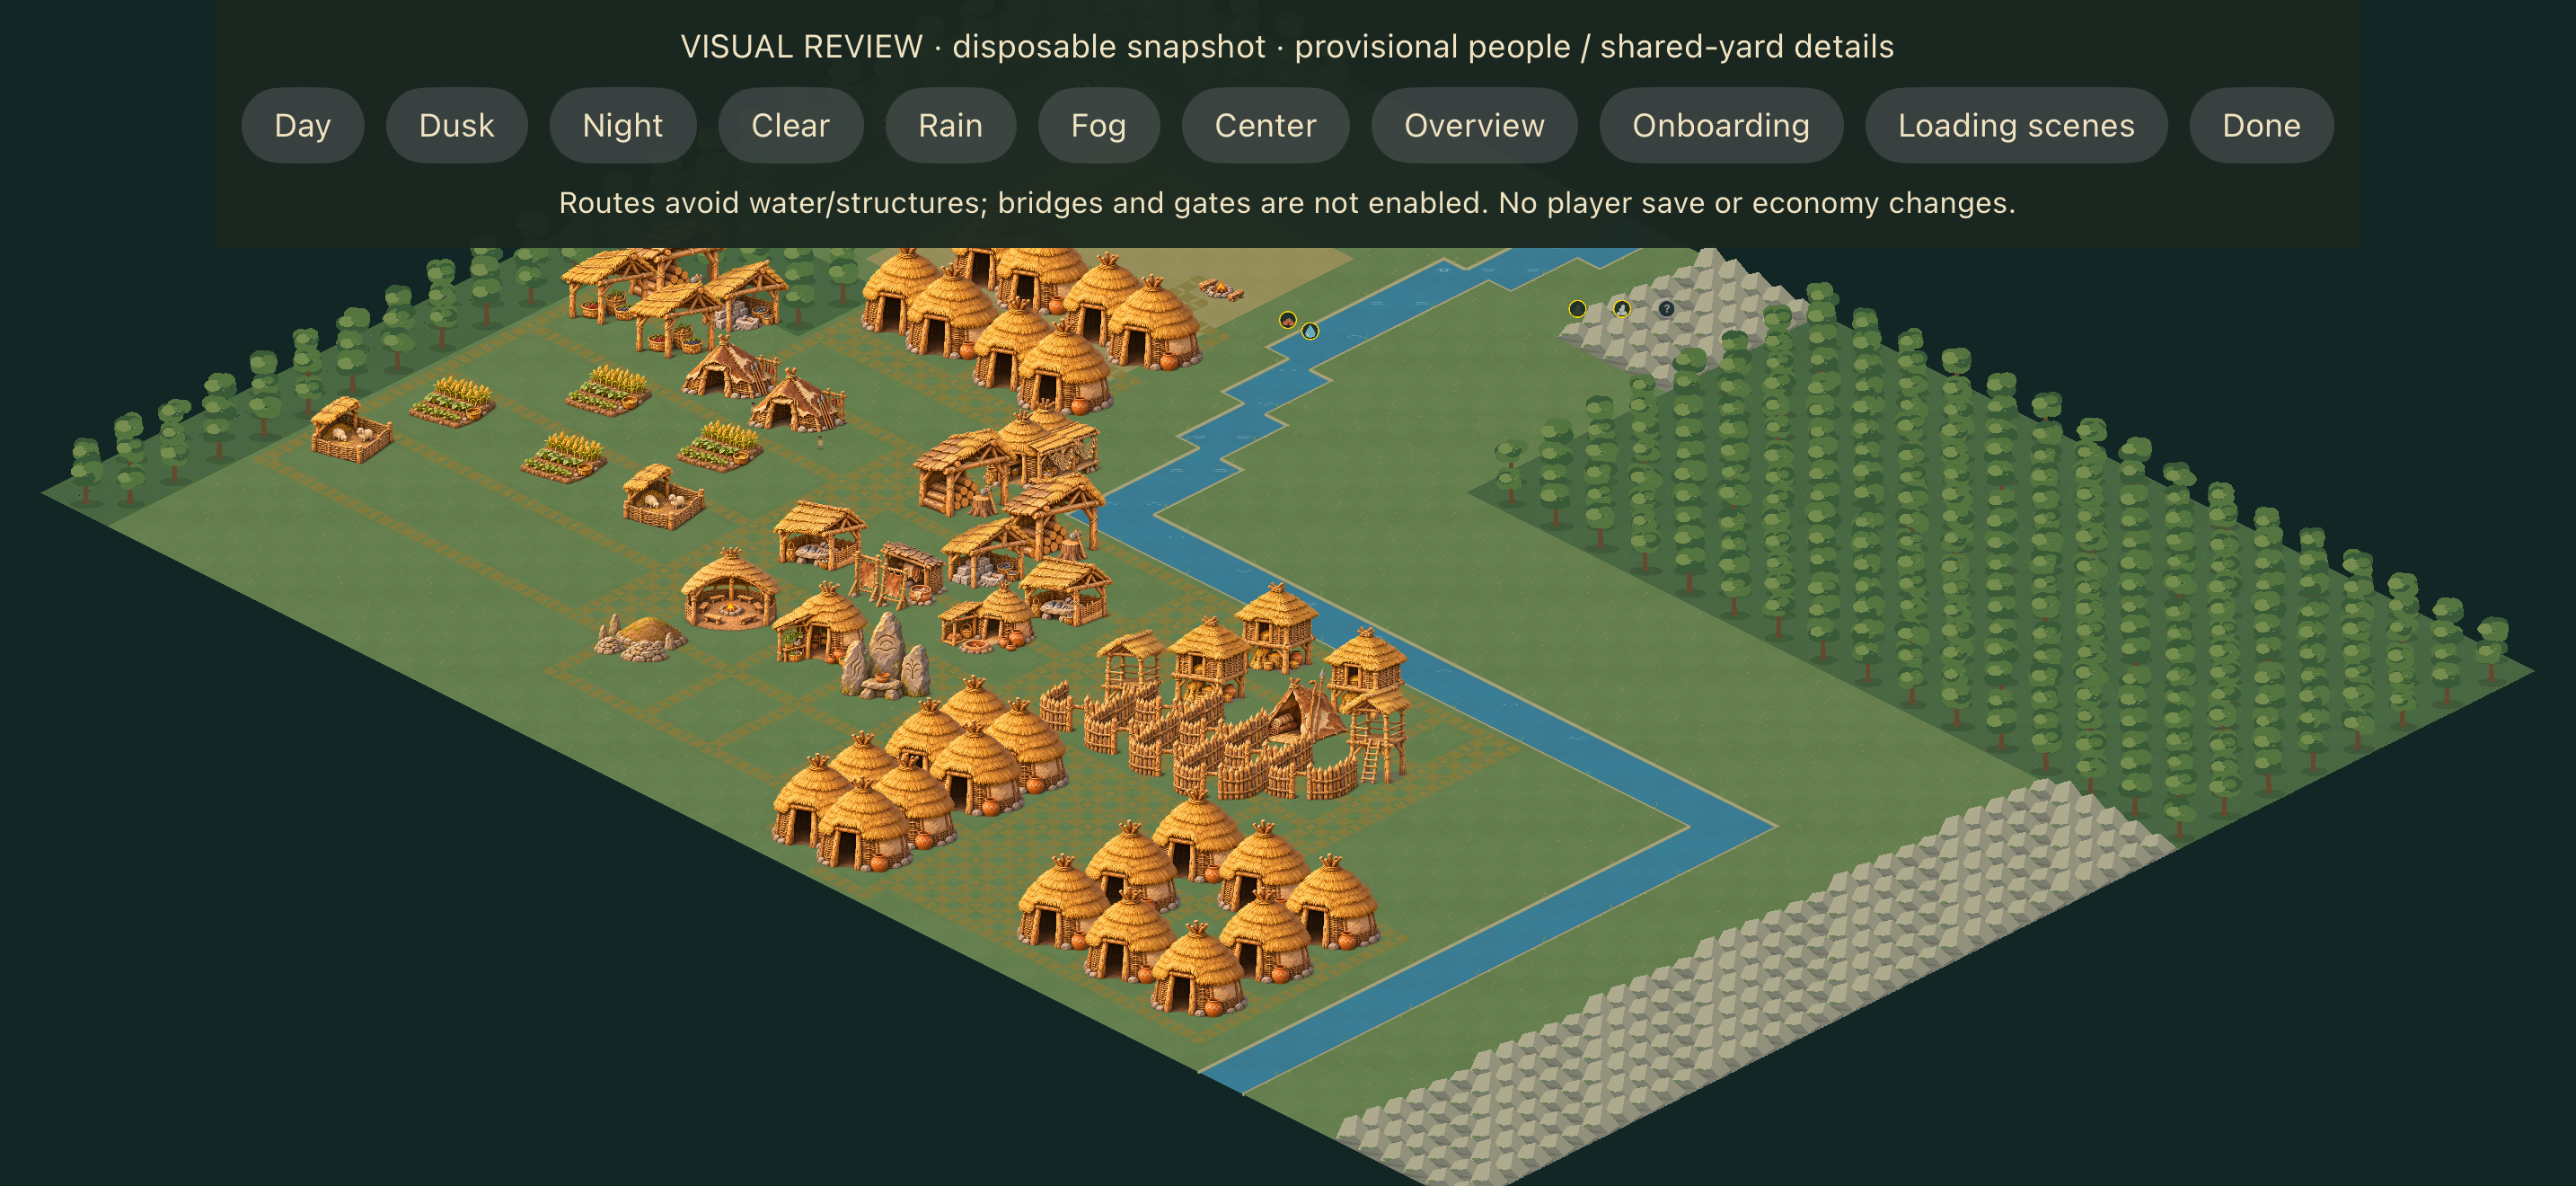 VISUAL REVIEW · disposable snapshot · provisional people / shared-yard details
Day Dusk Night Clear Rain Fog Center Overview Onboarding Loading scenes Done
Routes avoid water/structures; bridges and gates are not enabled. No player save or economy changes.
?